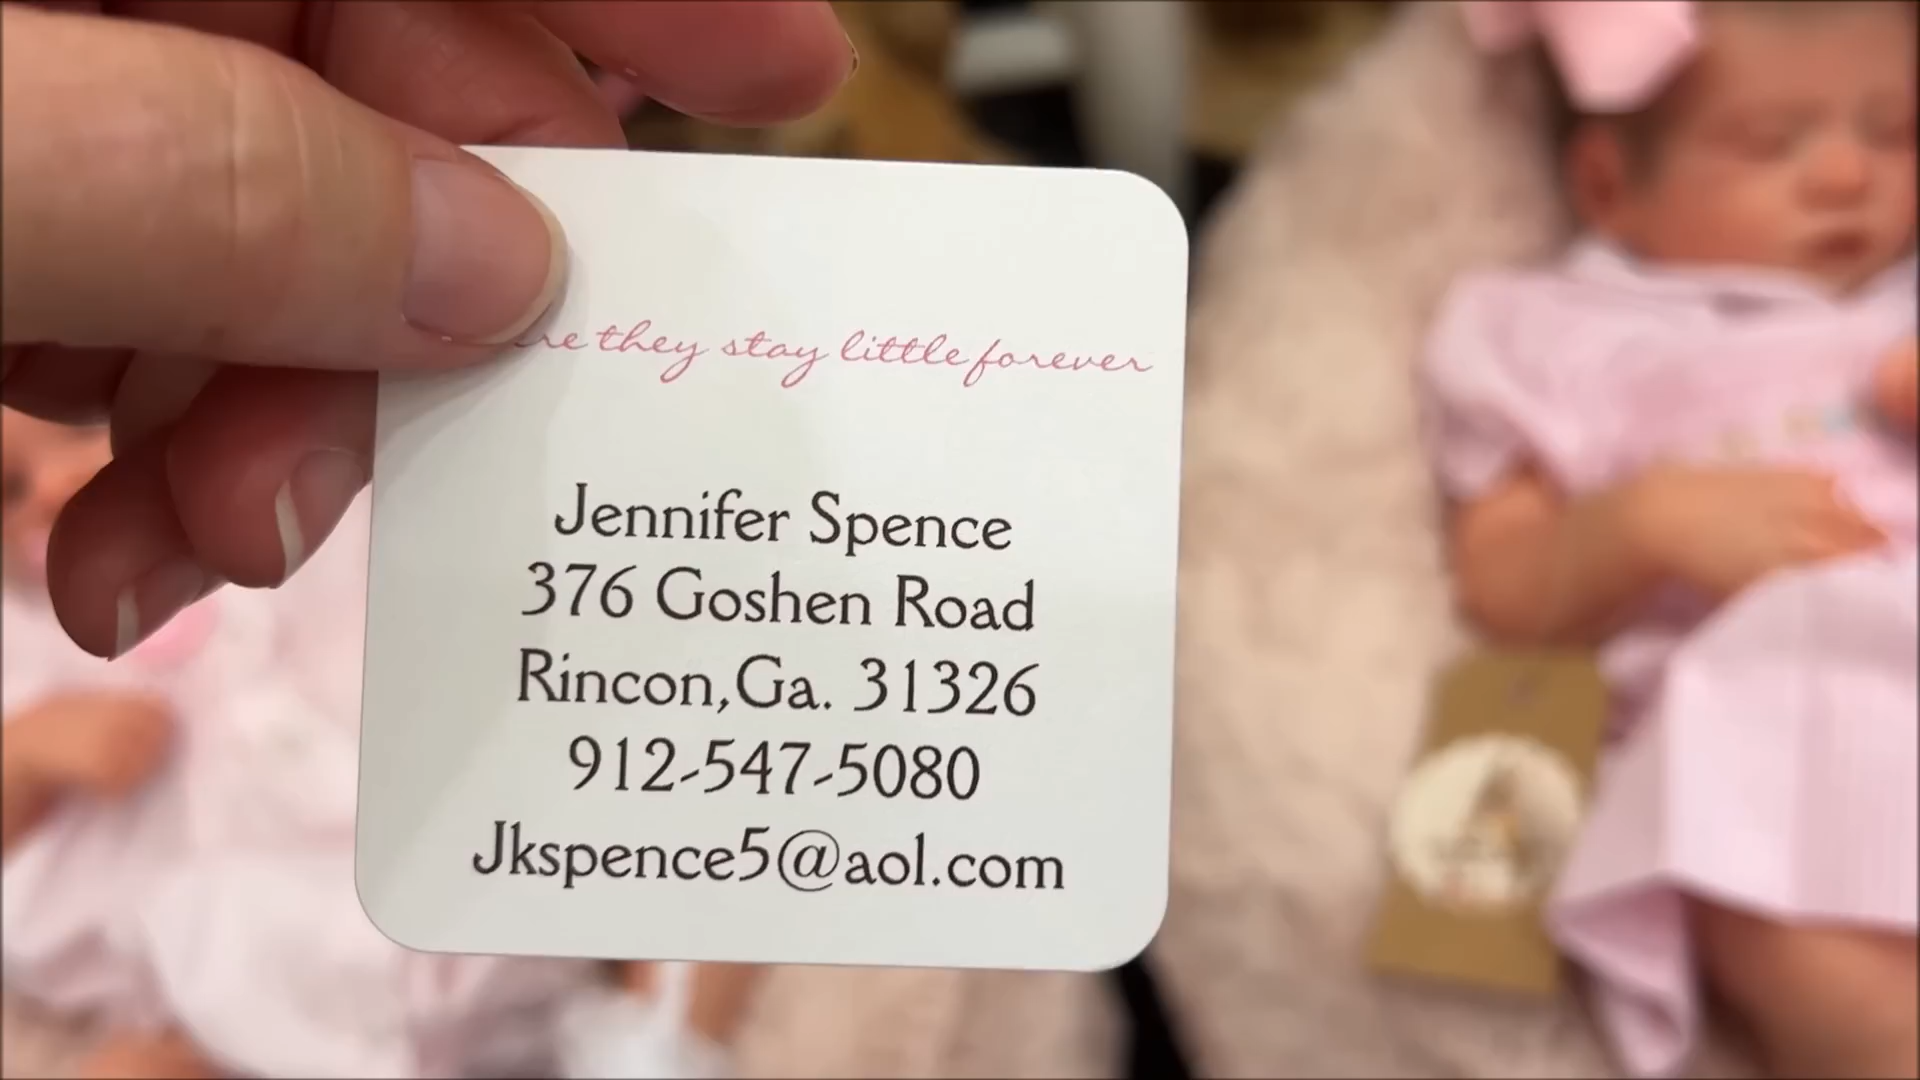 they stay little forever
Jennifer Spence
376 Goshen Road
Rincon,Ga. 31326
912-547-5080
Jkspence5@aol.com